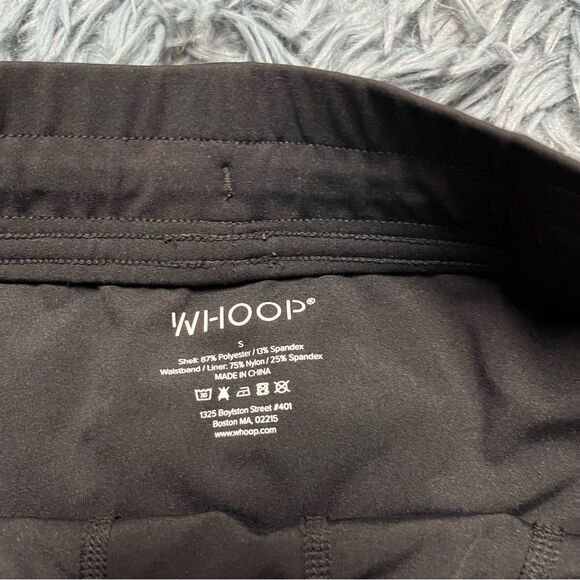 WHOOP®
S
Shell: 87% Polyester / 13% Spandex
Waistband / Liner: 75% Nylon / 25% Spandex
MADE IN CHINA
30
1325 Boylston Street #401
Boston MA, 02215
www.whoop.com